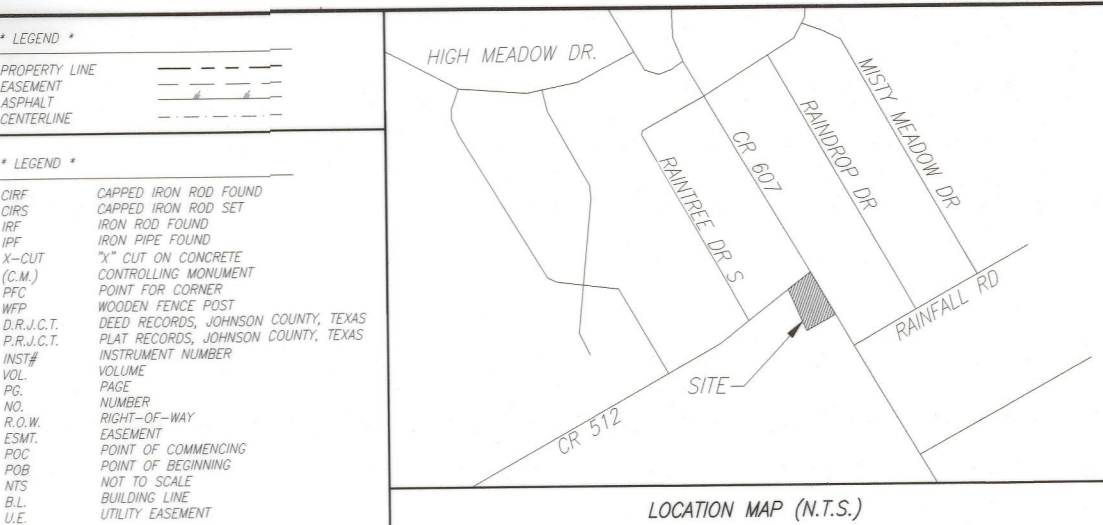 * LEGEND *
PROPERTY LINE
EASEMENT
ASPHALT
CENTERLINE
* LEGEND *
CIRF CAPPED IRON ROD FOUND
CIRS CAPPED IRON ROD SET
IRF IRON ROD FOUND
IPF IRON PIPE FOUND
X-CUT "X" CUT ON CONCRETE
(C.M.) CONTROLLING MONUMENT
PFC POINT FOR CORNER
WFP WOODEN FENCE POST
D.R.J.C.T. DEED RECORDS, JOHNSON COUNTY, TEXAS
P.R.J.C.T. PLAT RECORDS, JOHNSON COUNTY, TEXAS
INST# INSTRUMENT NUMBER
VOL. VOLUME
PG. PAGE
NO. NUMBER
R.O.W. RIGHT-OF-WAY
ESMT. EASEMENT
POC POINT OF COMMENCING
POB POINT OF BEGINNING
NTS NOT TO SCALE
B.L. BUILDING LINE
U.E. UTILITY EASEMENT
HIGH MEADOW DR.
MISTY MEADOW DR
RAINDROP DR
CR 607
RAINTREE DR S
RAINFALL RD
SITE
CR 512
LOCATION MAP (N.T.S.)